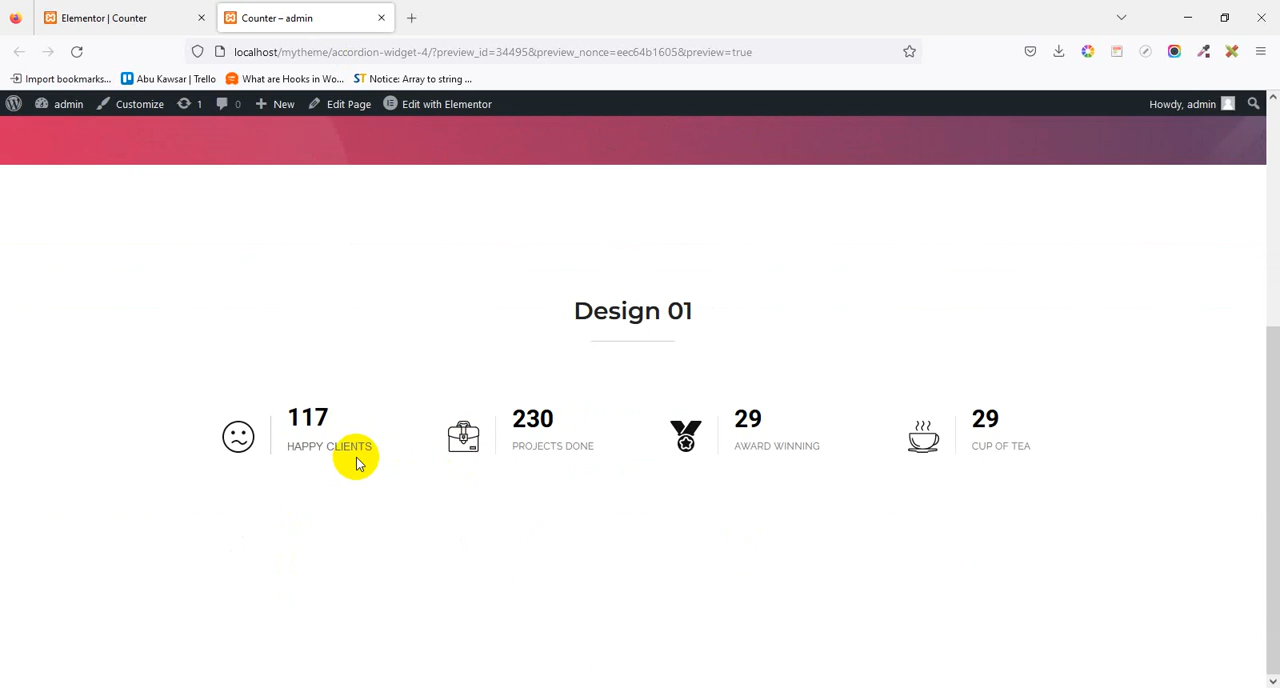 Elementor | Counter
Counter – admin
localhost/mytheme/accordion-widget-4/?preview_id=34495&preview_nonce=eec64b1605&preview=true
Import bookmarks...
Abu Kawsar | Trello
What are Hooks in Wo...
ST Notice: Array to string ...
admin
Customize
1
0
New
Edit Page
Edit with Elementor
Howdy, admin
Design 01
117
HAPPY CLIENTS
230
PROJECTS DONE
29
AWARD WINNING
29
CUP OF TEA